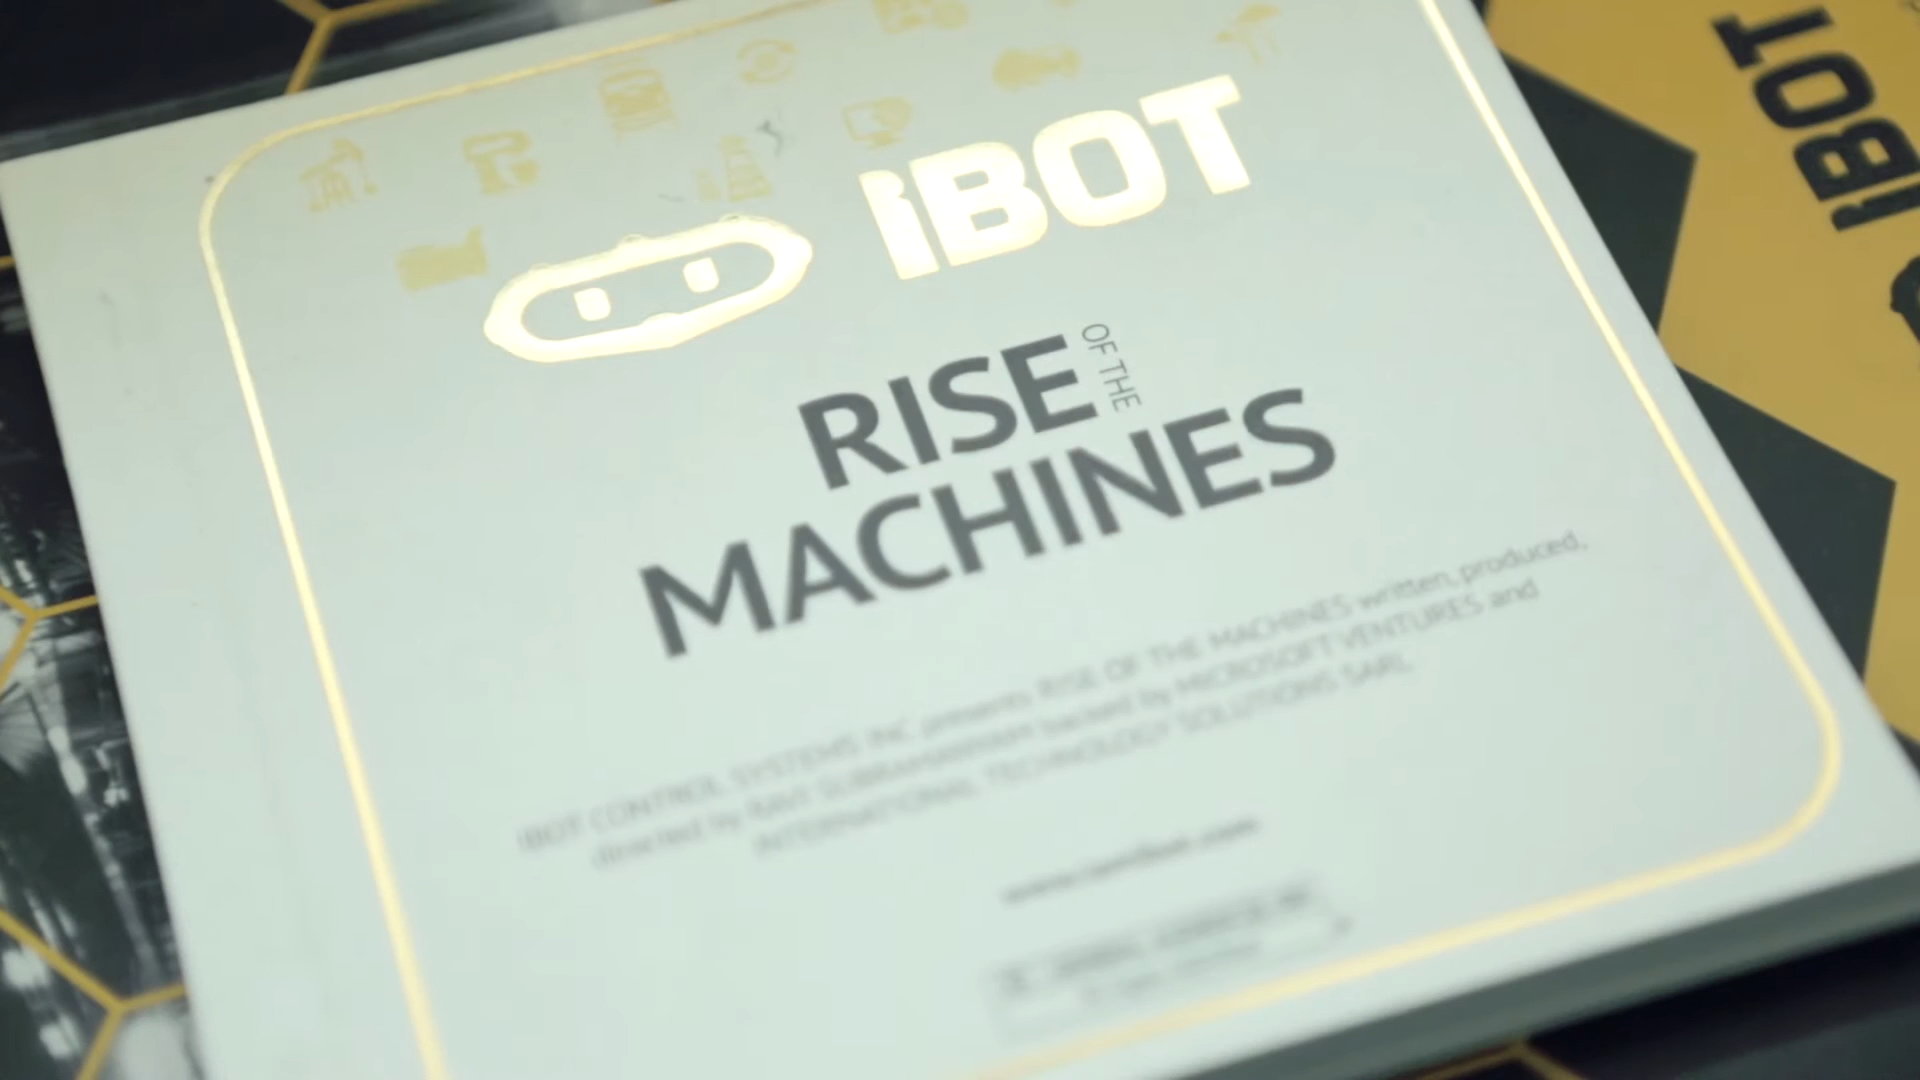 iBOT
RISE OF THE
MACHINES
IBOT CONTROL SYSTEMS INC presents RISE OF THE MACHINES written, produced,
directed by RAVI backed by MICROSOFT VENTURES and
INTERNATIONAL TECHNOLOGY SOLUTIONS SARL
iBOT